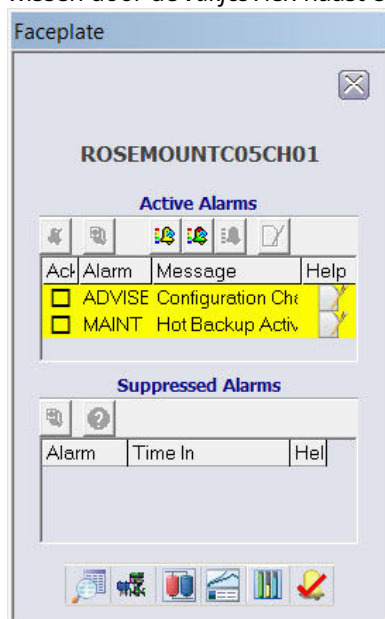 Faceplate
ROSEMOUNTC05CH01
Active Alarms
Ack Alarm Message Help
ADVISE Configuration Cha
MAINT Hot Backup Activ
Suppressed Alarms
Alarm Time In Hel